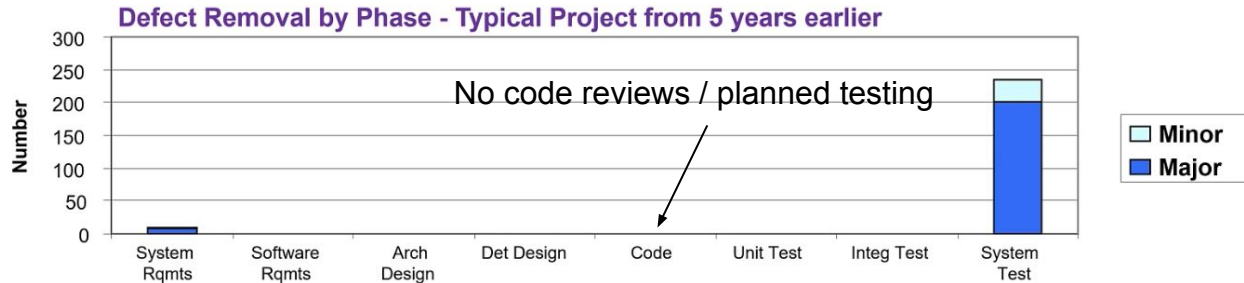 Defect Removal by Phase - Typical Project from 5 years earlier
300
250
200
150
100
50
0
Number
No code reviews / planned testing
Minor
Major
System
Rqmts
Software
Rqmts
Arch
Design
Det Design
Code
Unit Test
Integ Test
System
Test